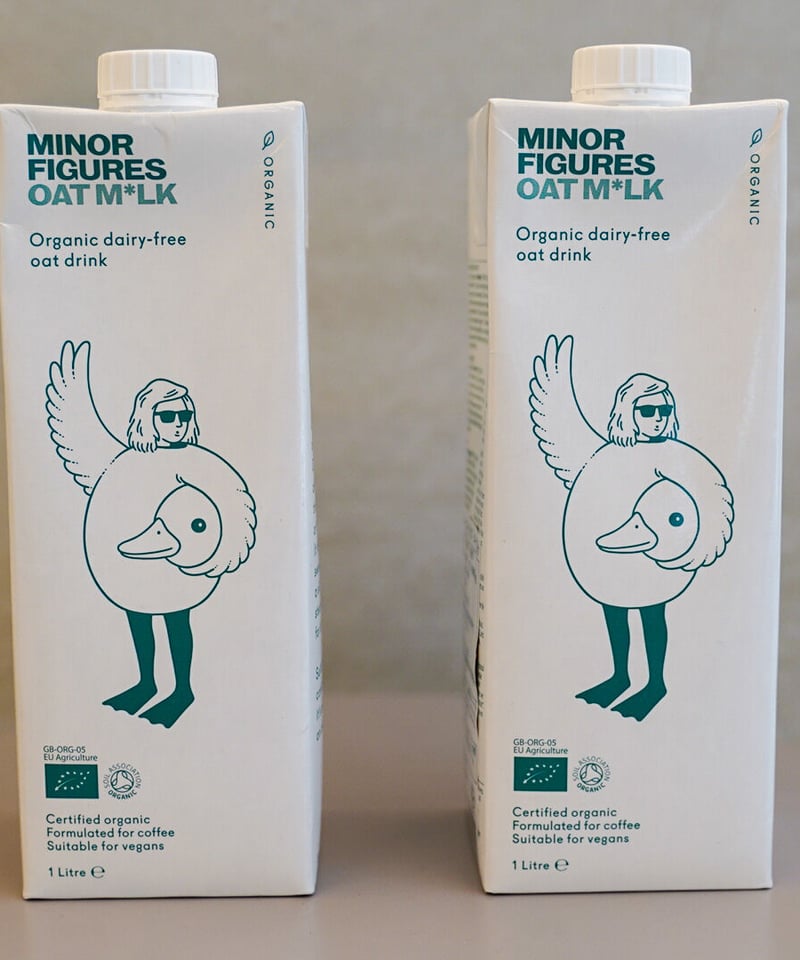 MINOR
FIGURES
OAT M*LK
ORGANIC
Organic dairy-free
oat drink
GB-ORG-05
EU Agriculture
SOIL ASSOCIATION
ORGANIC
Certified organic
Formulated for coffee
Suitable for vegans
1 Litre ℮
MINOR
FIGURES
OAT M*LK
ORGANIC
Organic dairy-free
oat drink
GB-ORG-05
EU Agriculture
SOIL ASSOCIATION
ORGANIC
Certified organic
Formulated for coffee
Suitable for vegans
1 Litre ℮